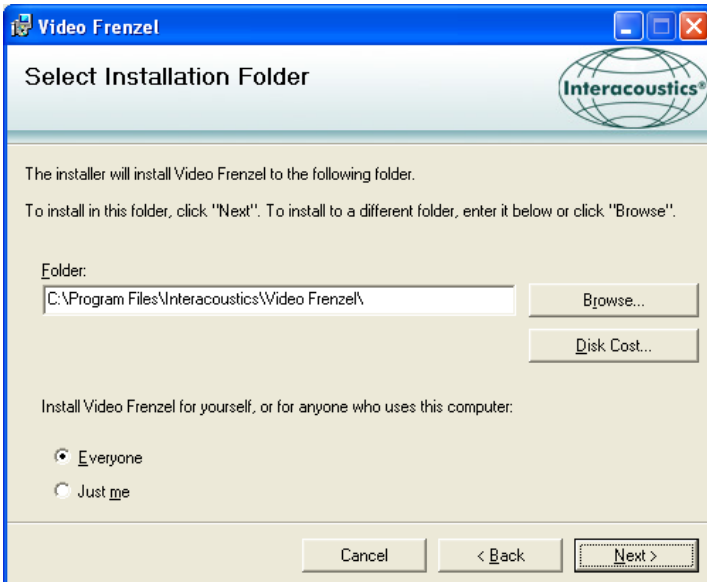 Video Frenzel
Select Installation Folder
Interacoustics®
The installer will install Video Frenzel to the following folder.
To install in this folder, click "Next". To install to a different folder, enter it below or click "Browse".
Folder:
C:\Program Files\Interacoustics\Video Frenzel\
Browse...
Disk Cost...
Install Video Frenzel for yourself, or for anyone who uses this computer:
Everyone
Just me
Cancel
< Back
Next >